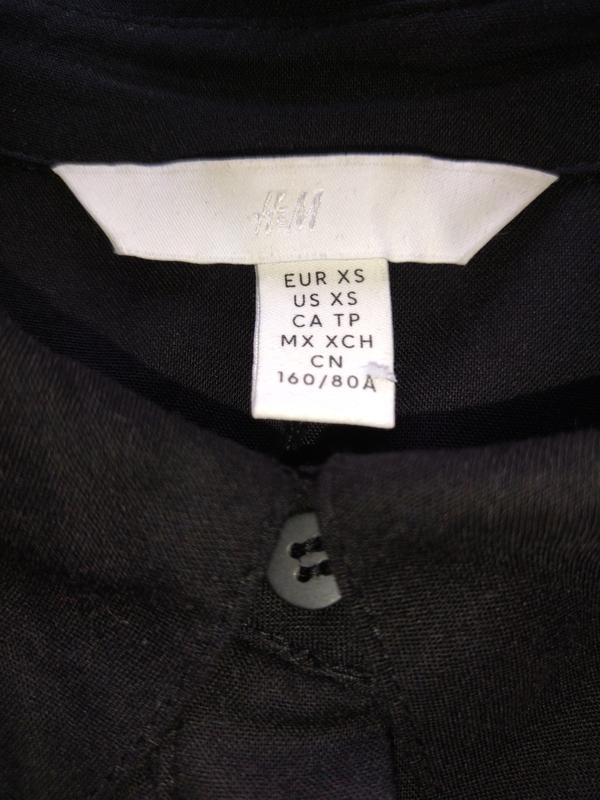 H&M
EUR XS
US XS
CA TP
MX XCH
CN
160/80A